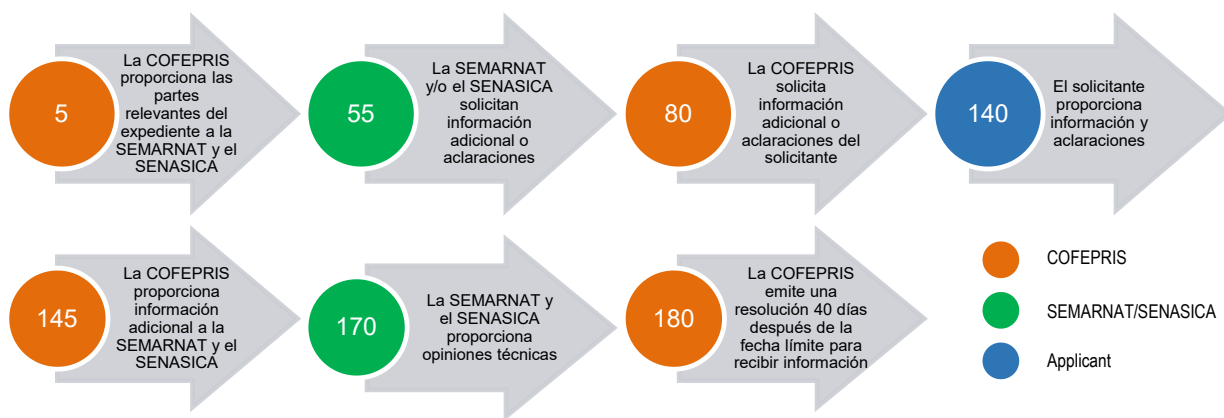 5
La COFEPRIS
proporciona las
partes
relevantes del
expediente a la
SEMARNAT y el
SENASICA
55
La SEMARNAT
y/o el SENASICA
solicitan
información
adicional o
aclaraciones
80
La COFEPRIS
solicita
información
adicional o
aclaraciones del
solicitante
140
El solicitante
proporciona
información y
aclaraciones
145
La COFEPRIS
proporciona
información
adicional a la
SEMARNAT y el
SENASICA
170
La SEMARNAT y
el SENASICA
proporciona
opiniones técnicas
180
La COFEPRIS
emite una
resolución 40 días
después de la
fecha límite para
recibir información
COFEPRIS
SEMARNAT/SENASICA
Applicant